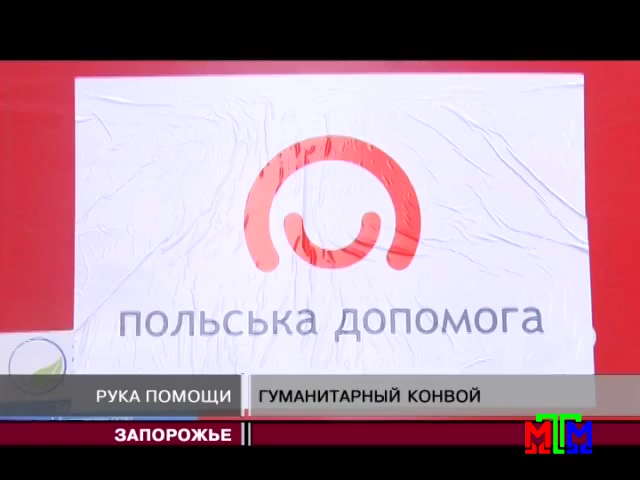 польська допомога
РУКА ПОМОЩИ ГУМАНИТАРНЫЙ КОНВОЙ
ЗАПОРОЖЬЕ
МТМ